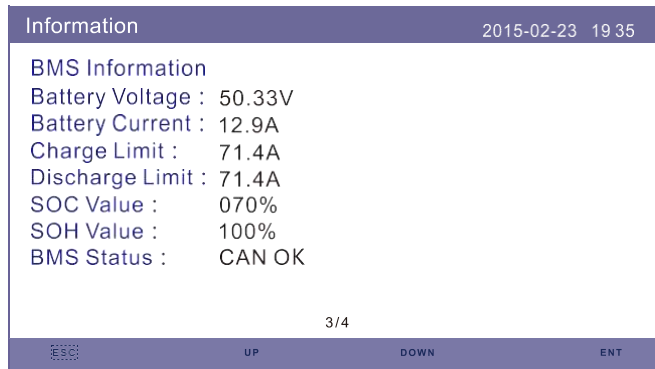 Information 2015-02-23 19 35
BMS Information
Battery Voltage : 50.33V
Battery Current : 12.9A
Charge Limit : 71.4A
Discharge Limit : 71.4A
SOC Value : 070%
SOH Value : 100%
BMS Status : CAN OK
3/4
ESC UP DOWN ENT